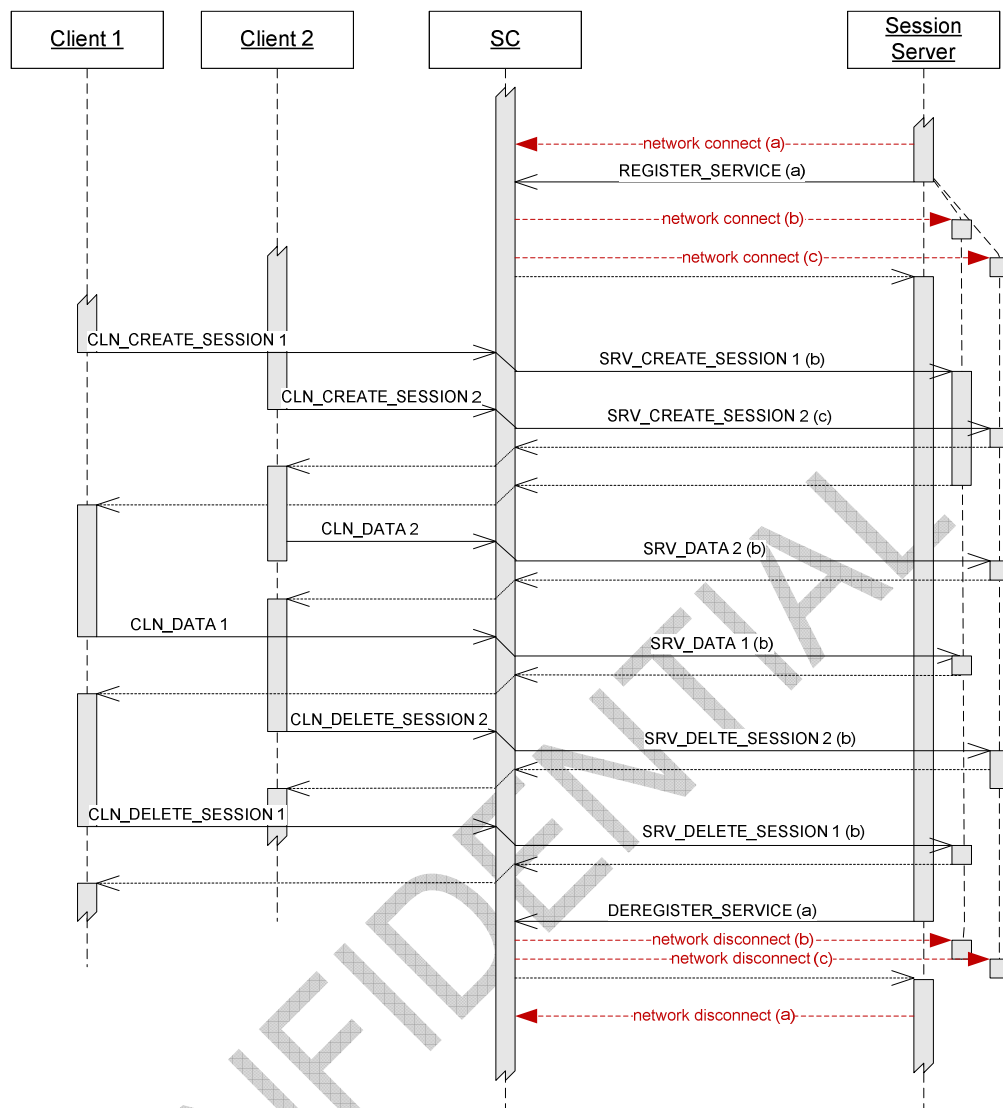 Client 1
Client 2
SC
Session
Server
network connect (a)
REGISTER_SERVICE (a)
network connect (b)
network connect (c)
CLN_CREATE_SESSION 1
SRV_CREATE_SESSION 1 (b)
CLN_CREATE_SESSION 2
SRV_CREATE_SESSION 2 (c)
CLN_DATA 2
SRV_DATA 2 (b)
CLN_DATA 1
SRV_DATA 1 (b)
CLN_DELETE_SESSION 2
SRV_DELTE_SESSION 2 (b)
CLN_DELETE_SESSION 1
SRV_DELETE_SESSION 1 (b)
DEREGISTER_SERVICE (a)
network disconnect (b)
network disconnect (c)
network disconnect (a)
NFIDENTIAL